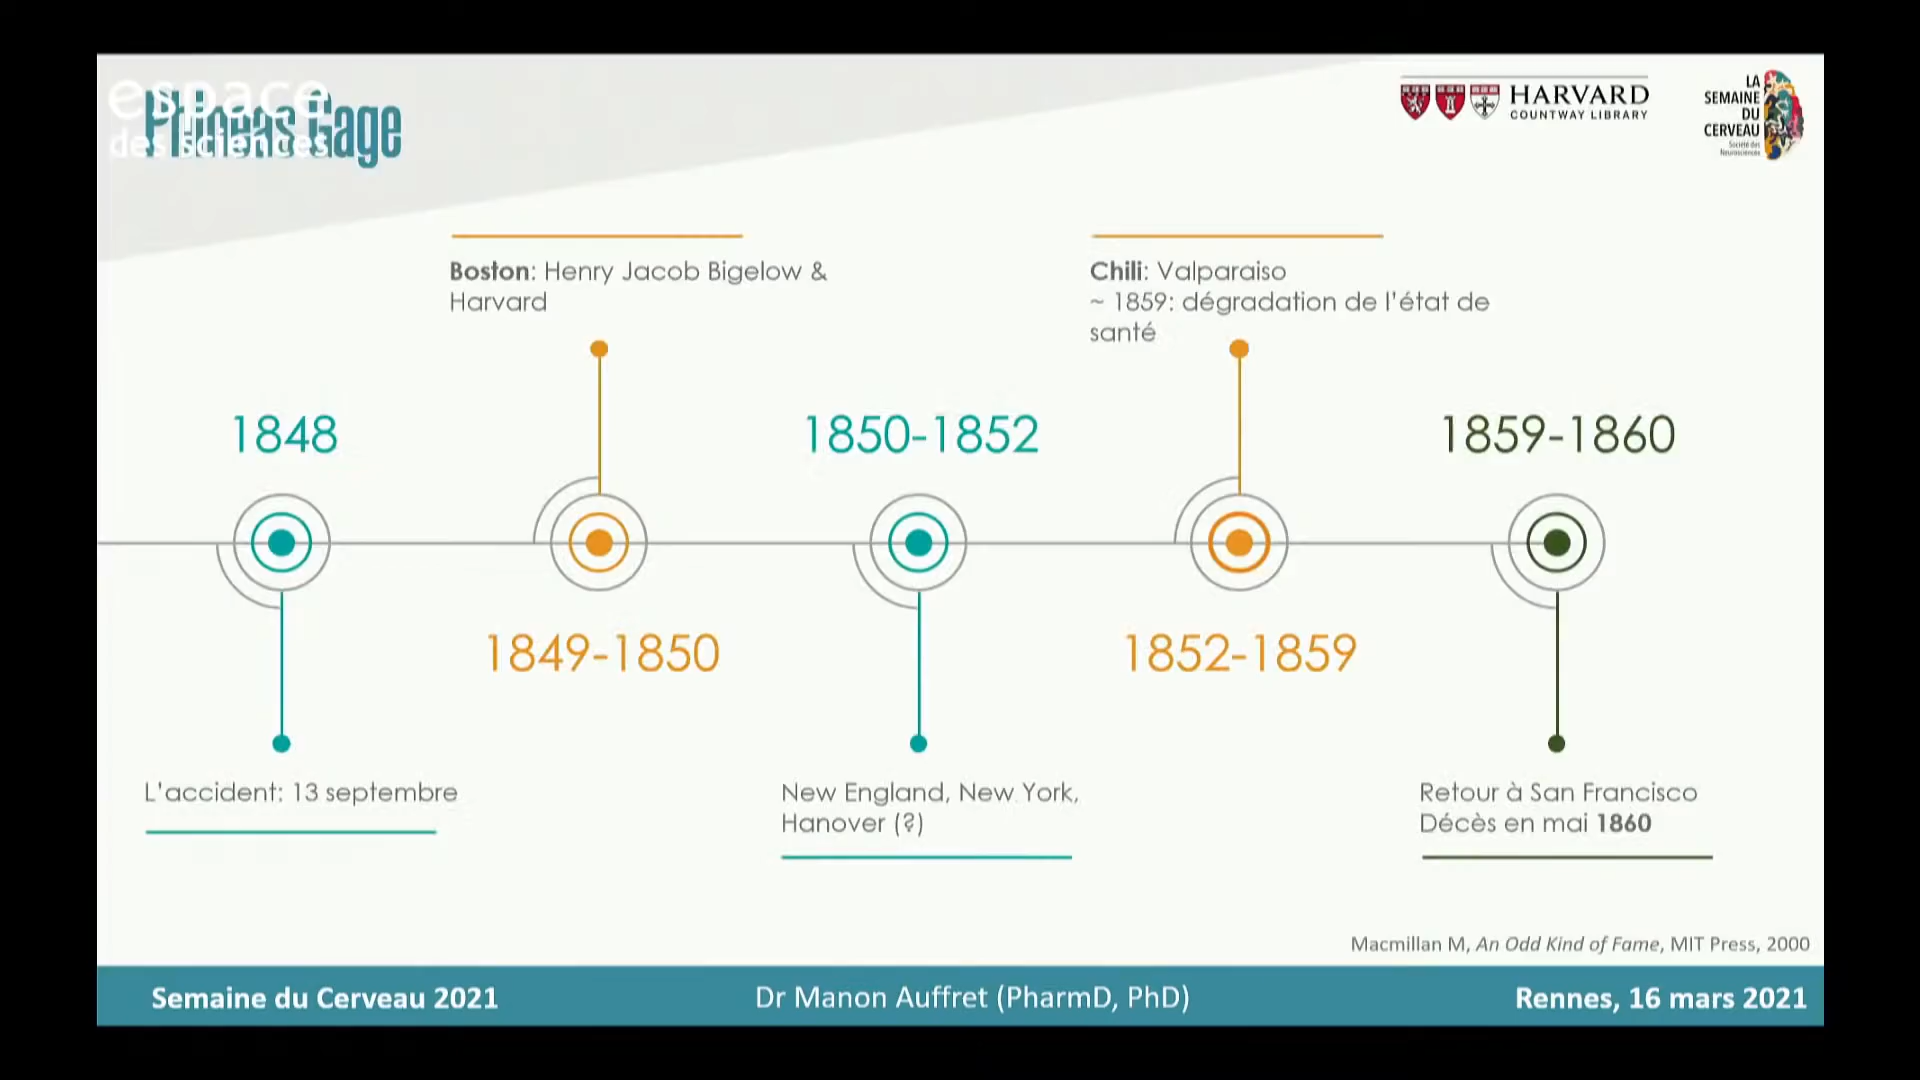 espace
des sciences
Phineas Gage
HARVARD
COUNTWAY LIBRARY
LA
SEMAINE
DU
CERVEAU
Société des
Neurosciences
Boston: Henry Jacob Bigelow &
Harvard
Chili: Valparaiso
~ 1859: dégradation de l'état de
santé
1848
1850-1852
1859-1860
1849-1850
1852-1859
L'accident: 13 septembre
New England, New York,
Hanover (?)
Retour à San Francisco
Décès en mai 1860
Macmillan M, An Odd Kind of Fame, MIT Press, 2000
Semaine du Cerveau 2021
Dr Manon Auffret (PharmD, PhD)
Rennes, 16 mars 2021